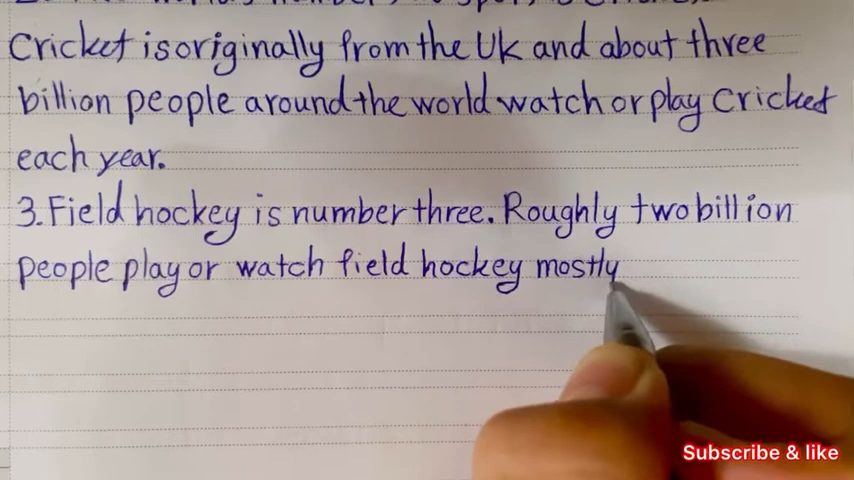 Cricket is originally from the UK and about three
billion people around the world watch or play Cricket
each year.
3. Field hockey is number three. Roughly two billion
people play or watch field hockey mostly
Subscribe & like